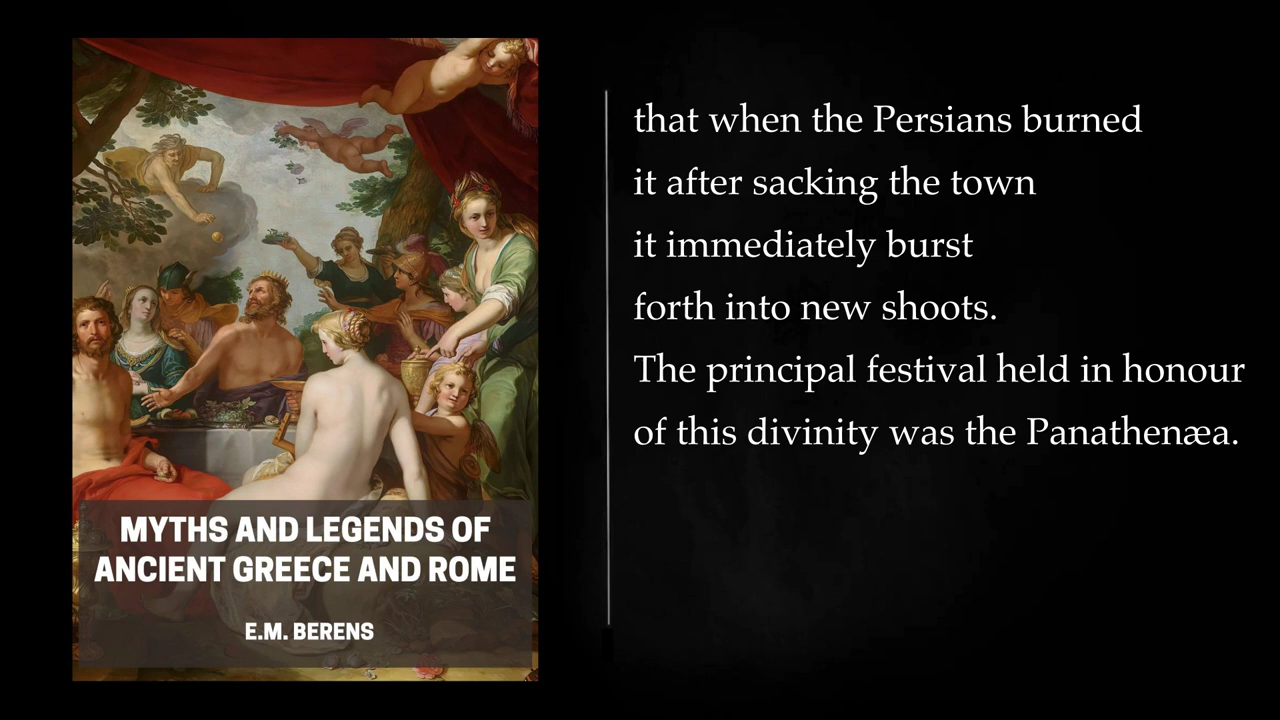 MYTHS AND LEGENDS OF
ANCIENT GREECE AND ROME
E.M. BERENS
that when the Persians burned
it after sacking the town
it immediately burst
forth into new shoots.
The principal festival held in honour
of this divinity was the Panathenæa.